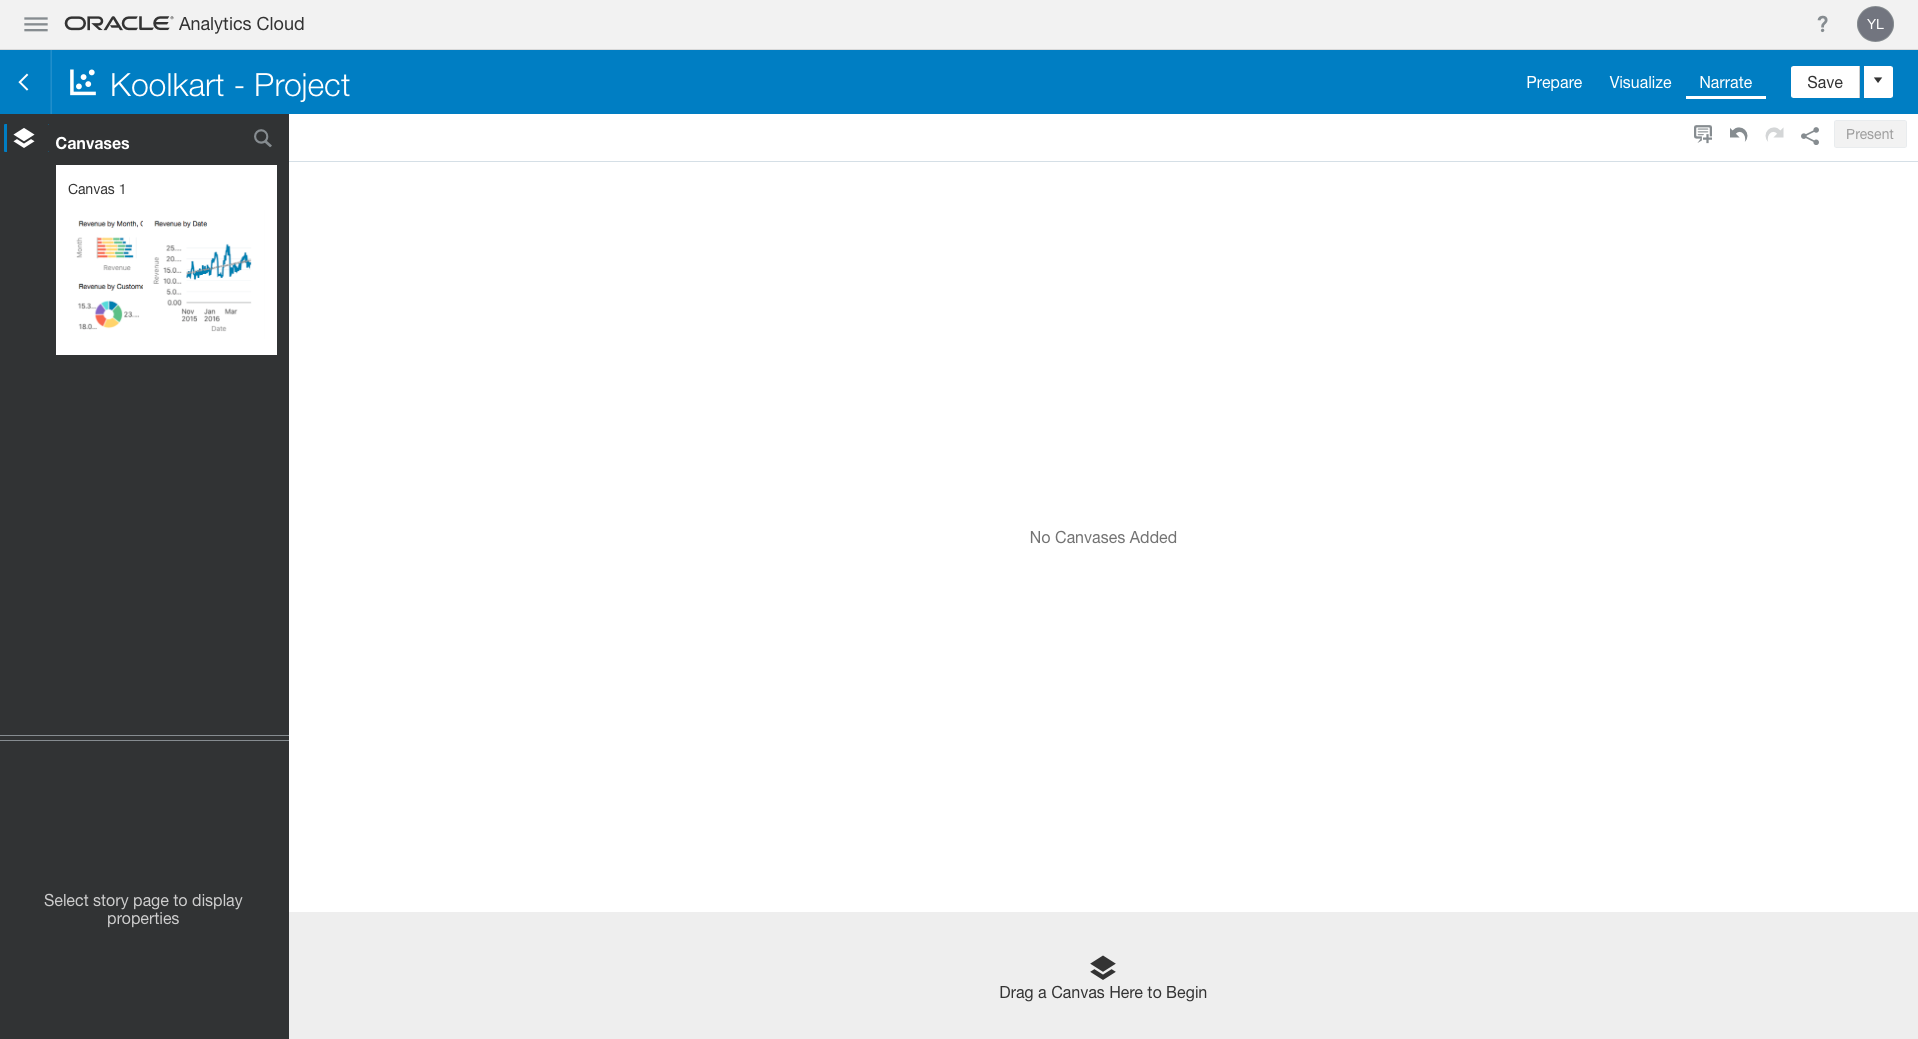 ORACLE Analytics Cloud
?
YL
Koolkart - Project
Prepare
Visualize
Narrate
Save
Canvases
Present
Canvas 1
Revenue by Month, C
Month
Revenue
Revenue by Custome
15.3...
23....
18.0...
Revenue by Date
Revenue
25....
20....
15.0...
10.0...
5.0...
0.00
Nov Jan Mar
2015 2016
Date
No Canvases Added
Select story page to display
properties
Drag a Canvas Here to Begin